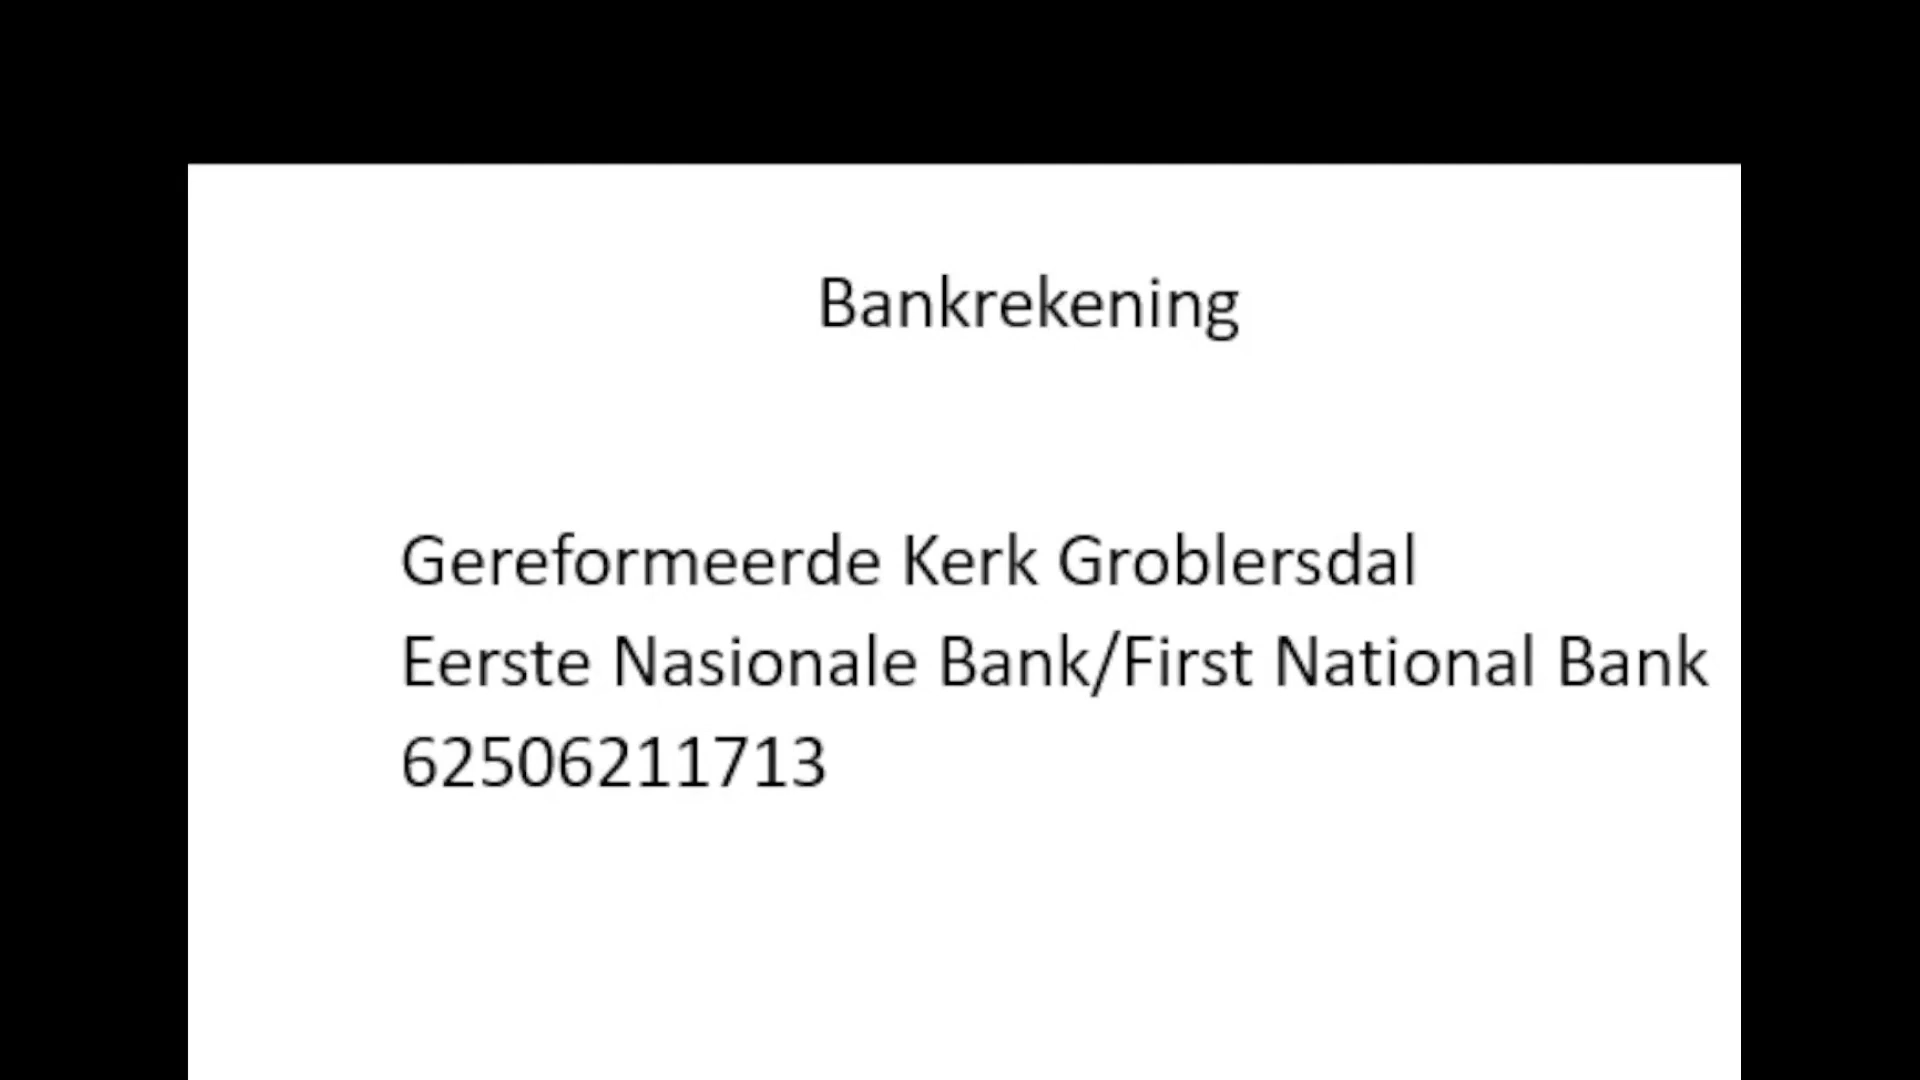 Bankrekening
Gereformeerde Kerk Groblersdal
Eerste Nasionale Bank/First National Bank
62506211713